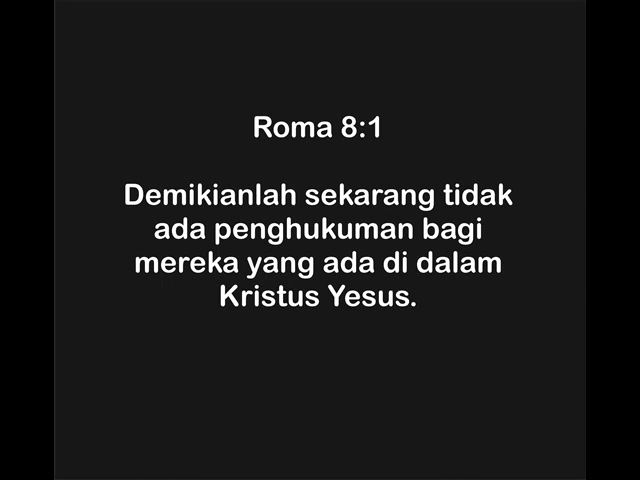 Roma 8:1
Demikianlah sekarang tidak
ada penghukuman bagi
mereka yang ada di dalam
Kristus Yesus.